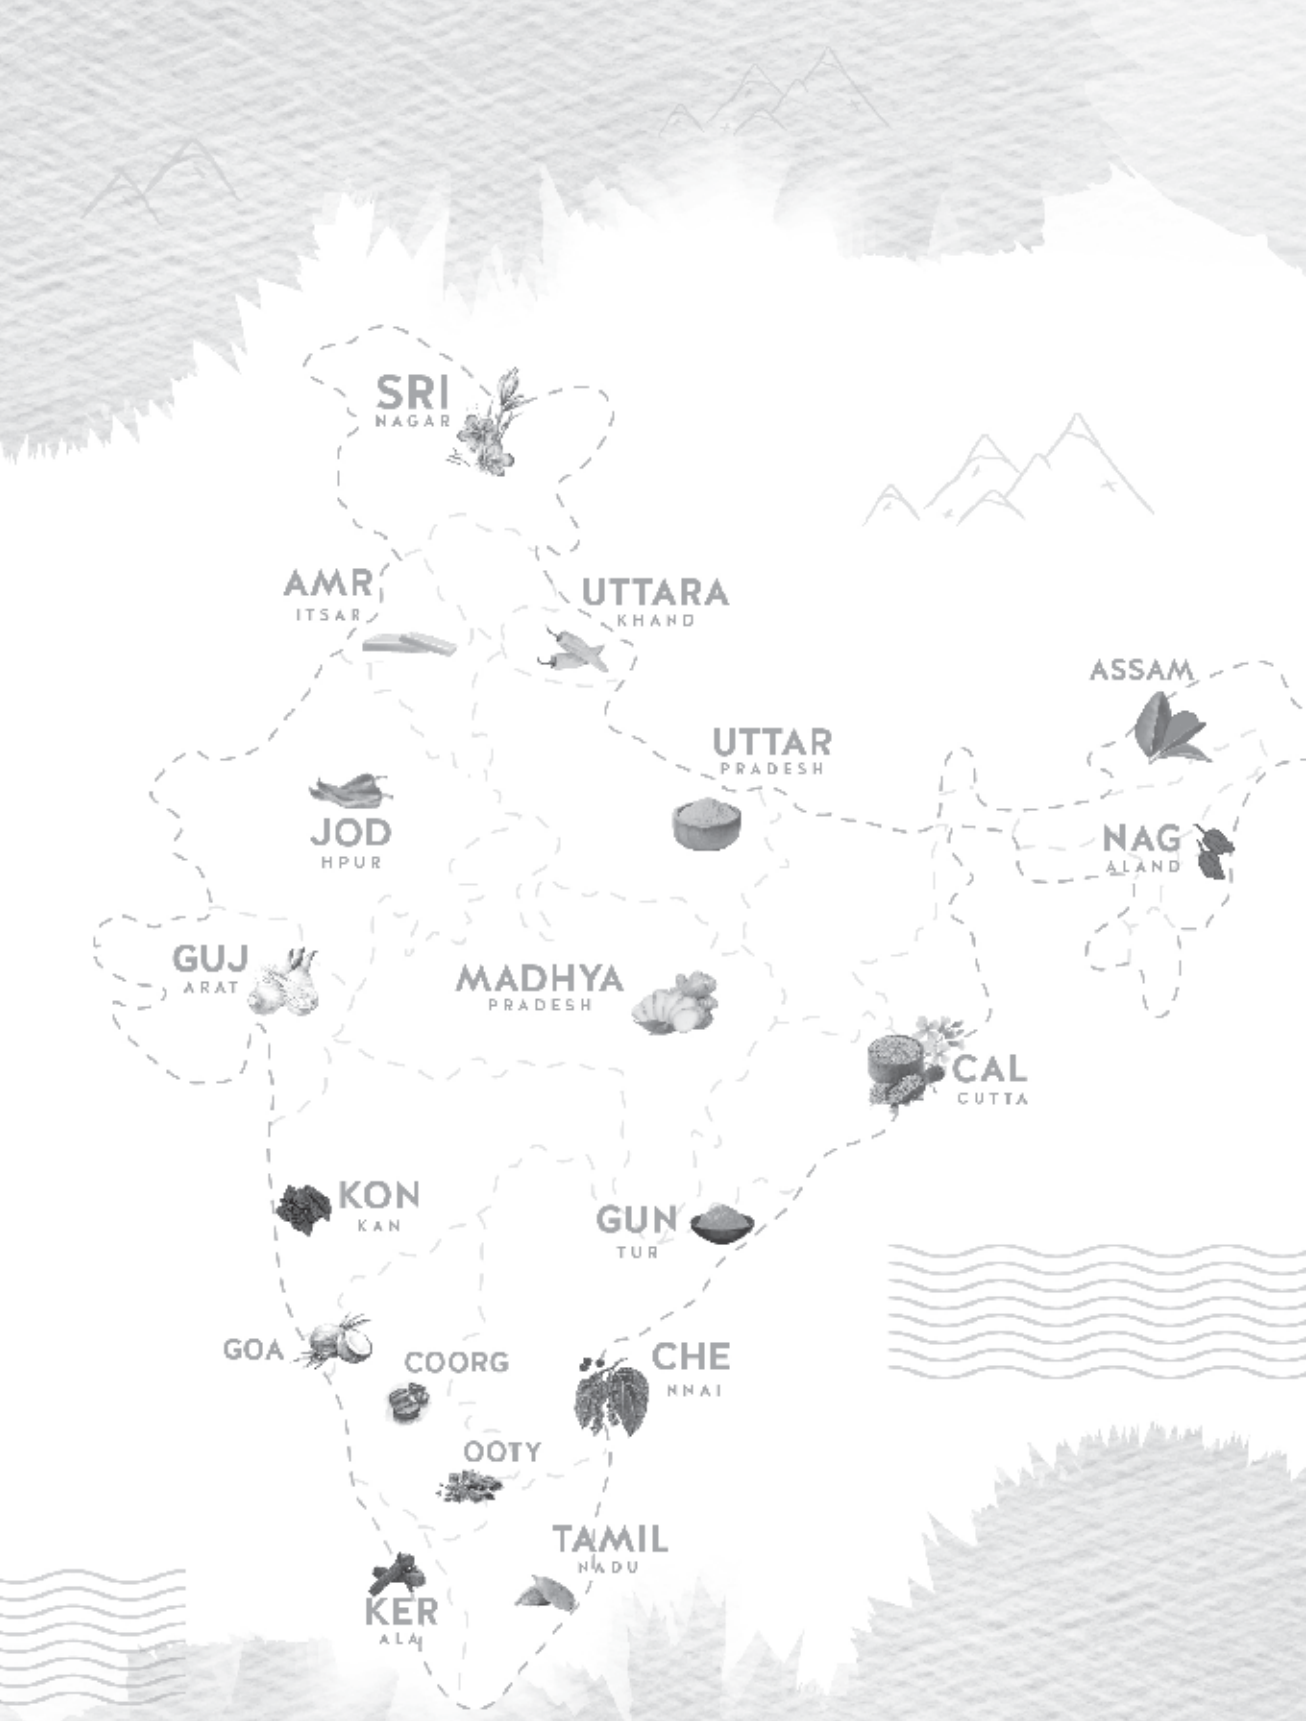 SRI
NAGAR
AMR
ITSAR
UTTARA
KHAND
ASSAM
UTTAR
PRADESH
JOD
HPUR
NAG
ALAND
GUJ
ARAT
MADHYA
PRADESH
CAL
CUTTA
KON
KAN
GUN
TUR
GOA
COORG
CHE
NNAI
OOTY
TAMIL
NADU
KER
ALA